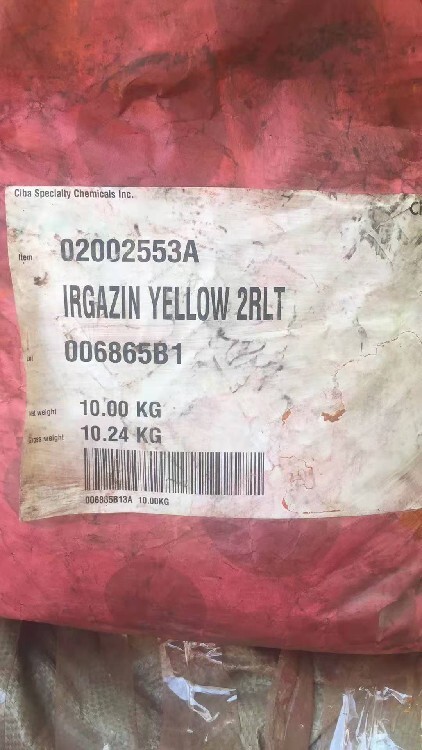 Ciba Specialty Chemicals Inc.
Item 02002553A
IRGAZIN YELLOW 2RLT
006865B1
weight 10.00 KG
Gross weight 10.24 KG
006865B13A 10.00KG